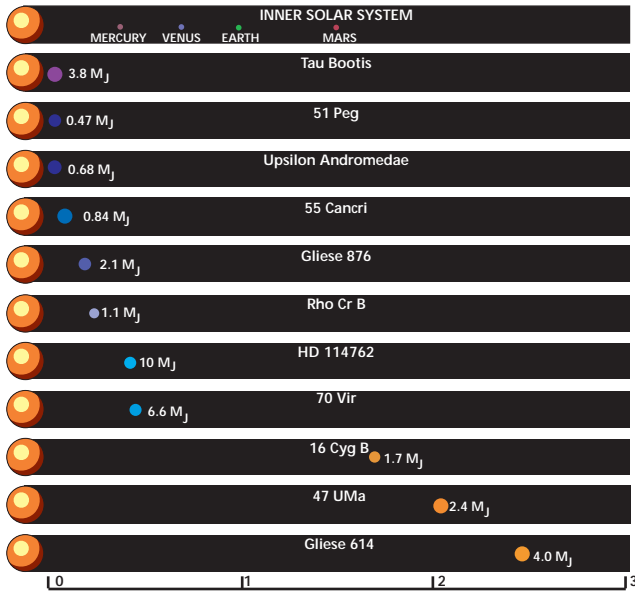 INNER SOLAR SYSTEM
MERCURY VENUS EARTH MARS
Tau Bootis
3.8 MJ
51 Peg
0.47 MJ
Upsilon Andromedae
0.68 MJ
55 Cancri
0.84 MJ
Gliese 876
2.1 MJ
Rho Cr B
1.1 MJ
HD 114762
10 MJ
70 Vir
6.6 MJ
16 Cyg B
1.7 MJ
47 UMa
2.4 MJ
Gliese 614
4.0 MJ
0 1 2 3